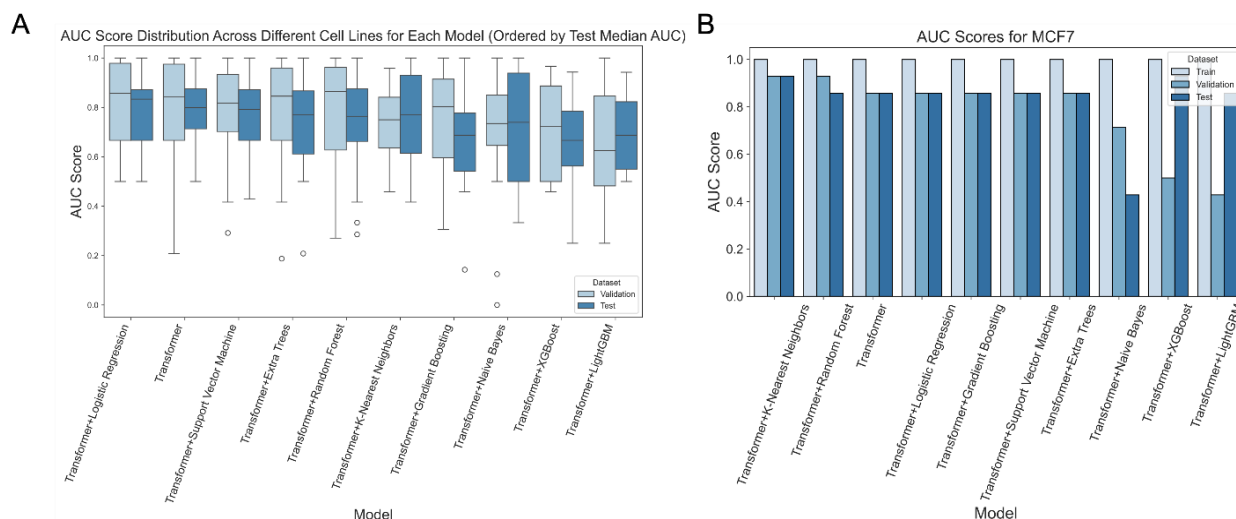 A
AUC Score Distribution Across Different Cell Lines for Each Model (Ordered by Test Median AUC)
AUC Score
1.0
0.8
0.6
0.4
0.2
0.0
Dataset
Validation
Test
Transformer+Logistic Regression
Transformer
Transformer+Support Vector Machine
Transformer+Extra Trees
Transformer+Random Forest
Transformer+K-Nearest Neighbors
Transformer+Gradient Boosting
Transformer+Naive Bayes
Transformer+XGBoost
Transformer+LightGBM
Model
B
AUC Scores for MCF7
AUC Score
1.0
0.8
0.6
0.4
0.2
0.0
Dataset
Train
Validation
Test
Transformer+K-Nearest Neighbors
Transformer+Random Forest
Transformer
Transformer+Logistic Regression
Transformer+Gradient Boosting
Transformer+Support Vector Machine
Transformer+Extra Trees
Transformer+Naive Bayes
Transformer+XGBoost
Transformer+LightGBM
Model